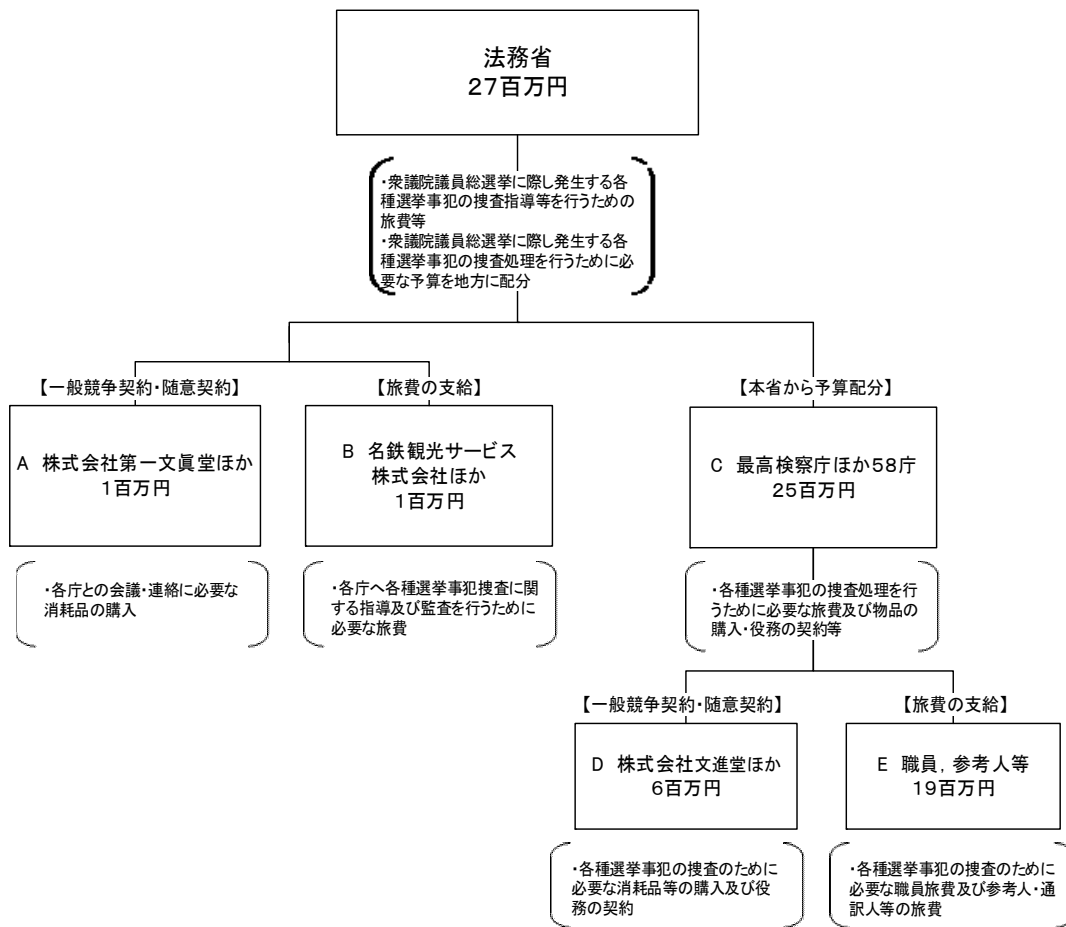 法務省
27百万円
・衆議院議員総選挙に際し発生する各
種選挙事犯の捜査指導等を行うための
旅費等
・衆議院議員総選挙に際し発生する各
種選挙事犯の捜査処理を行うために必
要な予算を地方に配分
【一般競争契約・随意契約】
A 株式会社第一文眞堂ほか
1百万円
・各庁との会議・連絡に必要な
消耗品の購入
【旅費の支給】
B 名鉄観光サービス
株式会社ほか
1百万円
・各庁へ各種選挙事犯捜査に関
する指導及び監査を行うために
必要な旅費
【本省から予算配分】
C 最高検察庁ほか58庁
25百万円
・各種選挙事犯の捜査処理を行
うために必要な旅費及び物品の
購入・役務の契約等
【一般競争契約・随意契約】
D 株式会社文進堂ほか
6百万円
・各種選挙事犯の捜査のために
必要な消耗品等の購入及び役
務の契約
【旅費の支給】
E 職員，参考人等
19百万円
・各種選挙事犯の捜査のために
必要な職員旅費及び参考人・通
訳人等の旅費